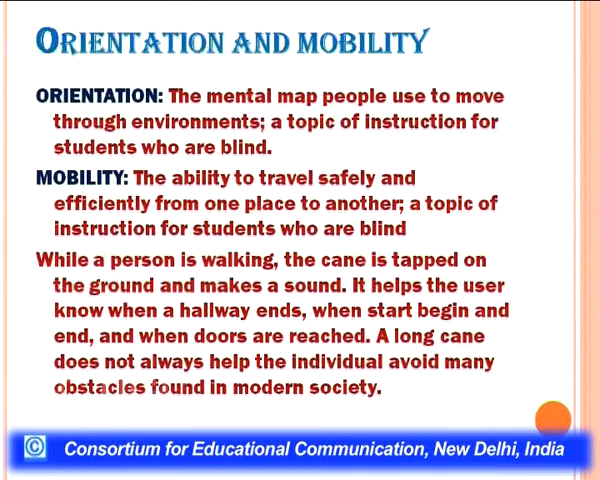 ORIENTATION AND MOBILITY
ORIENTATION: The mental map people use to move
through environments; a topic of instruction for
students who are blind.
MOBILITY: The ability to travel safely and
efficiently from one place to another; a topic of
instruction for students who are blind
While a person is walking, the cane is tapped on
the ground and makes a sound. It helps the user
know when a hallway ends, when start begin and
end, and when doors are reached. A long cane
does not always help the individual avoid many
obstacles found in modern society.
© Consortium for Educational Communication, New Delhi, India